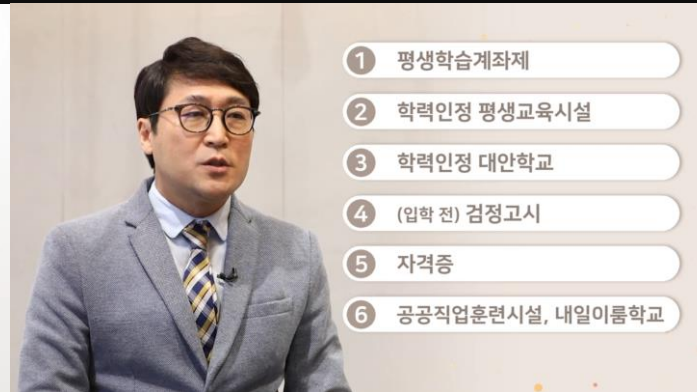 1 평생학습계좌제
2 학력인정 평생교육시설
3 학력인정 대안학교
4 (입학 전) 검정고시
5 자격증
6 공공직업훈련시설, 내일이룸학교